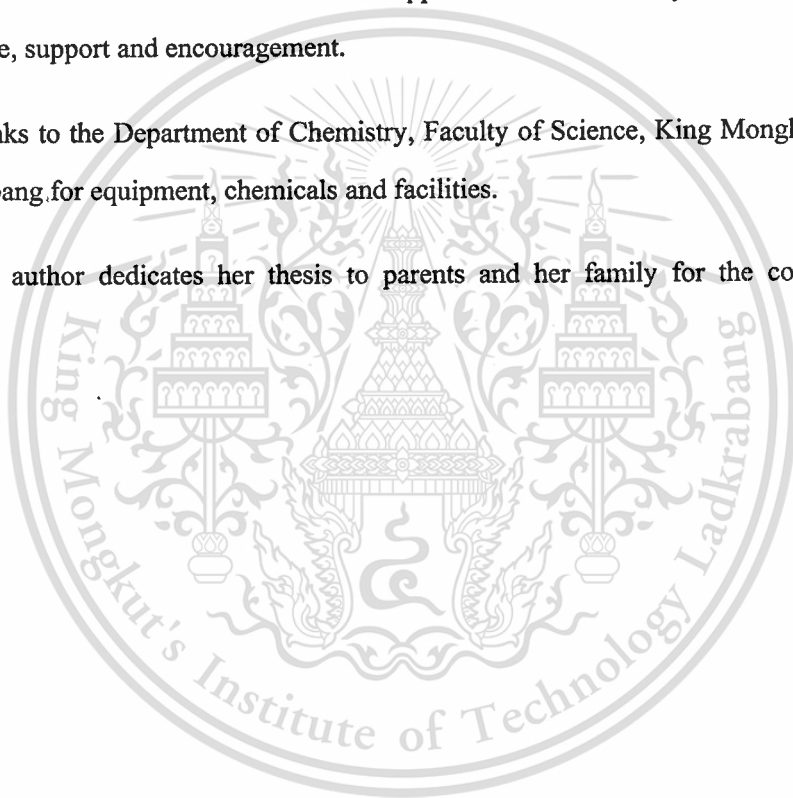 e, support and encouragement.
nks to the Department of Chemistry, Faculty of Science, King Mongk
ang for equipment, chemicals and facilities.
author dedicates her thesis to parents and her family for the co
King Mongkut's Institute of Technology Ladkrabang